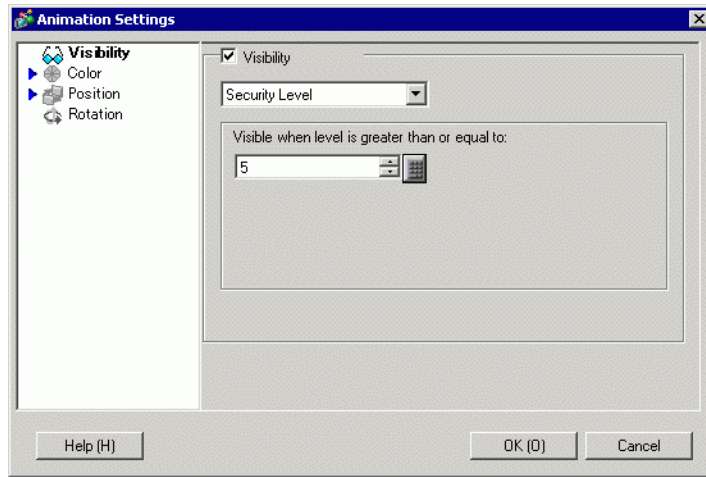 Animation Settings
Visibility
Color
Position
Rotation
Visibility
Security Level
Visible when level is greater than or equal to:
5
Help (H)
OK (O)
Cancel